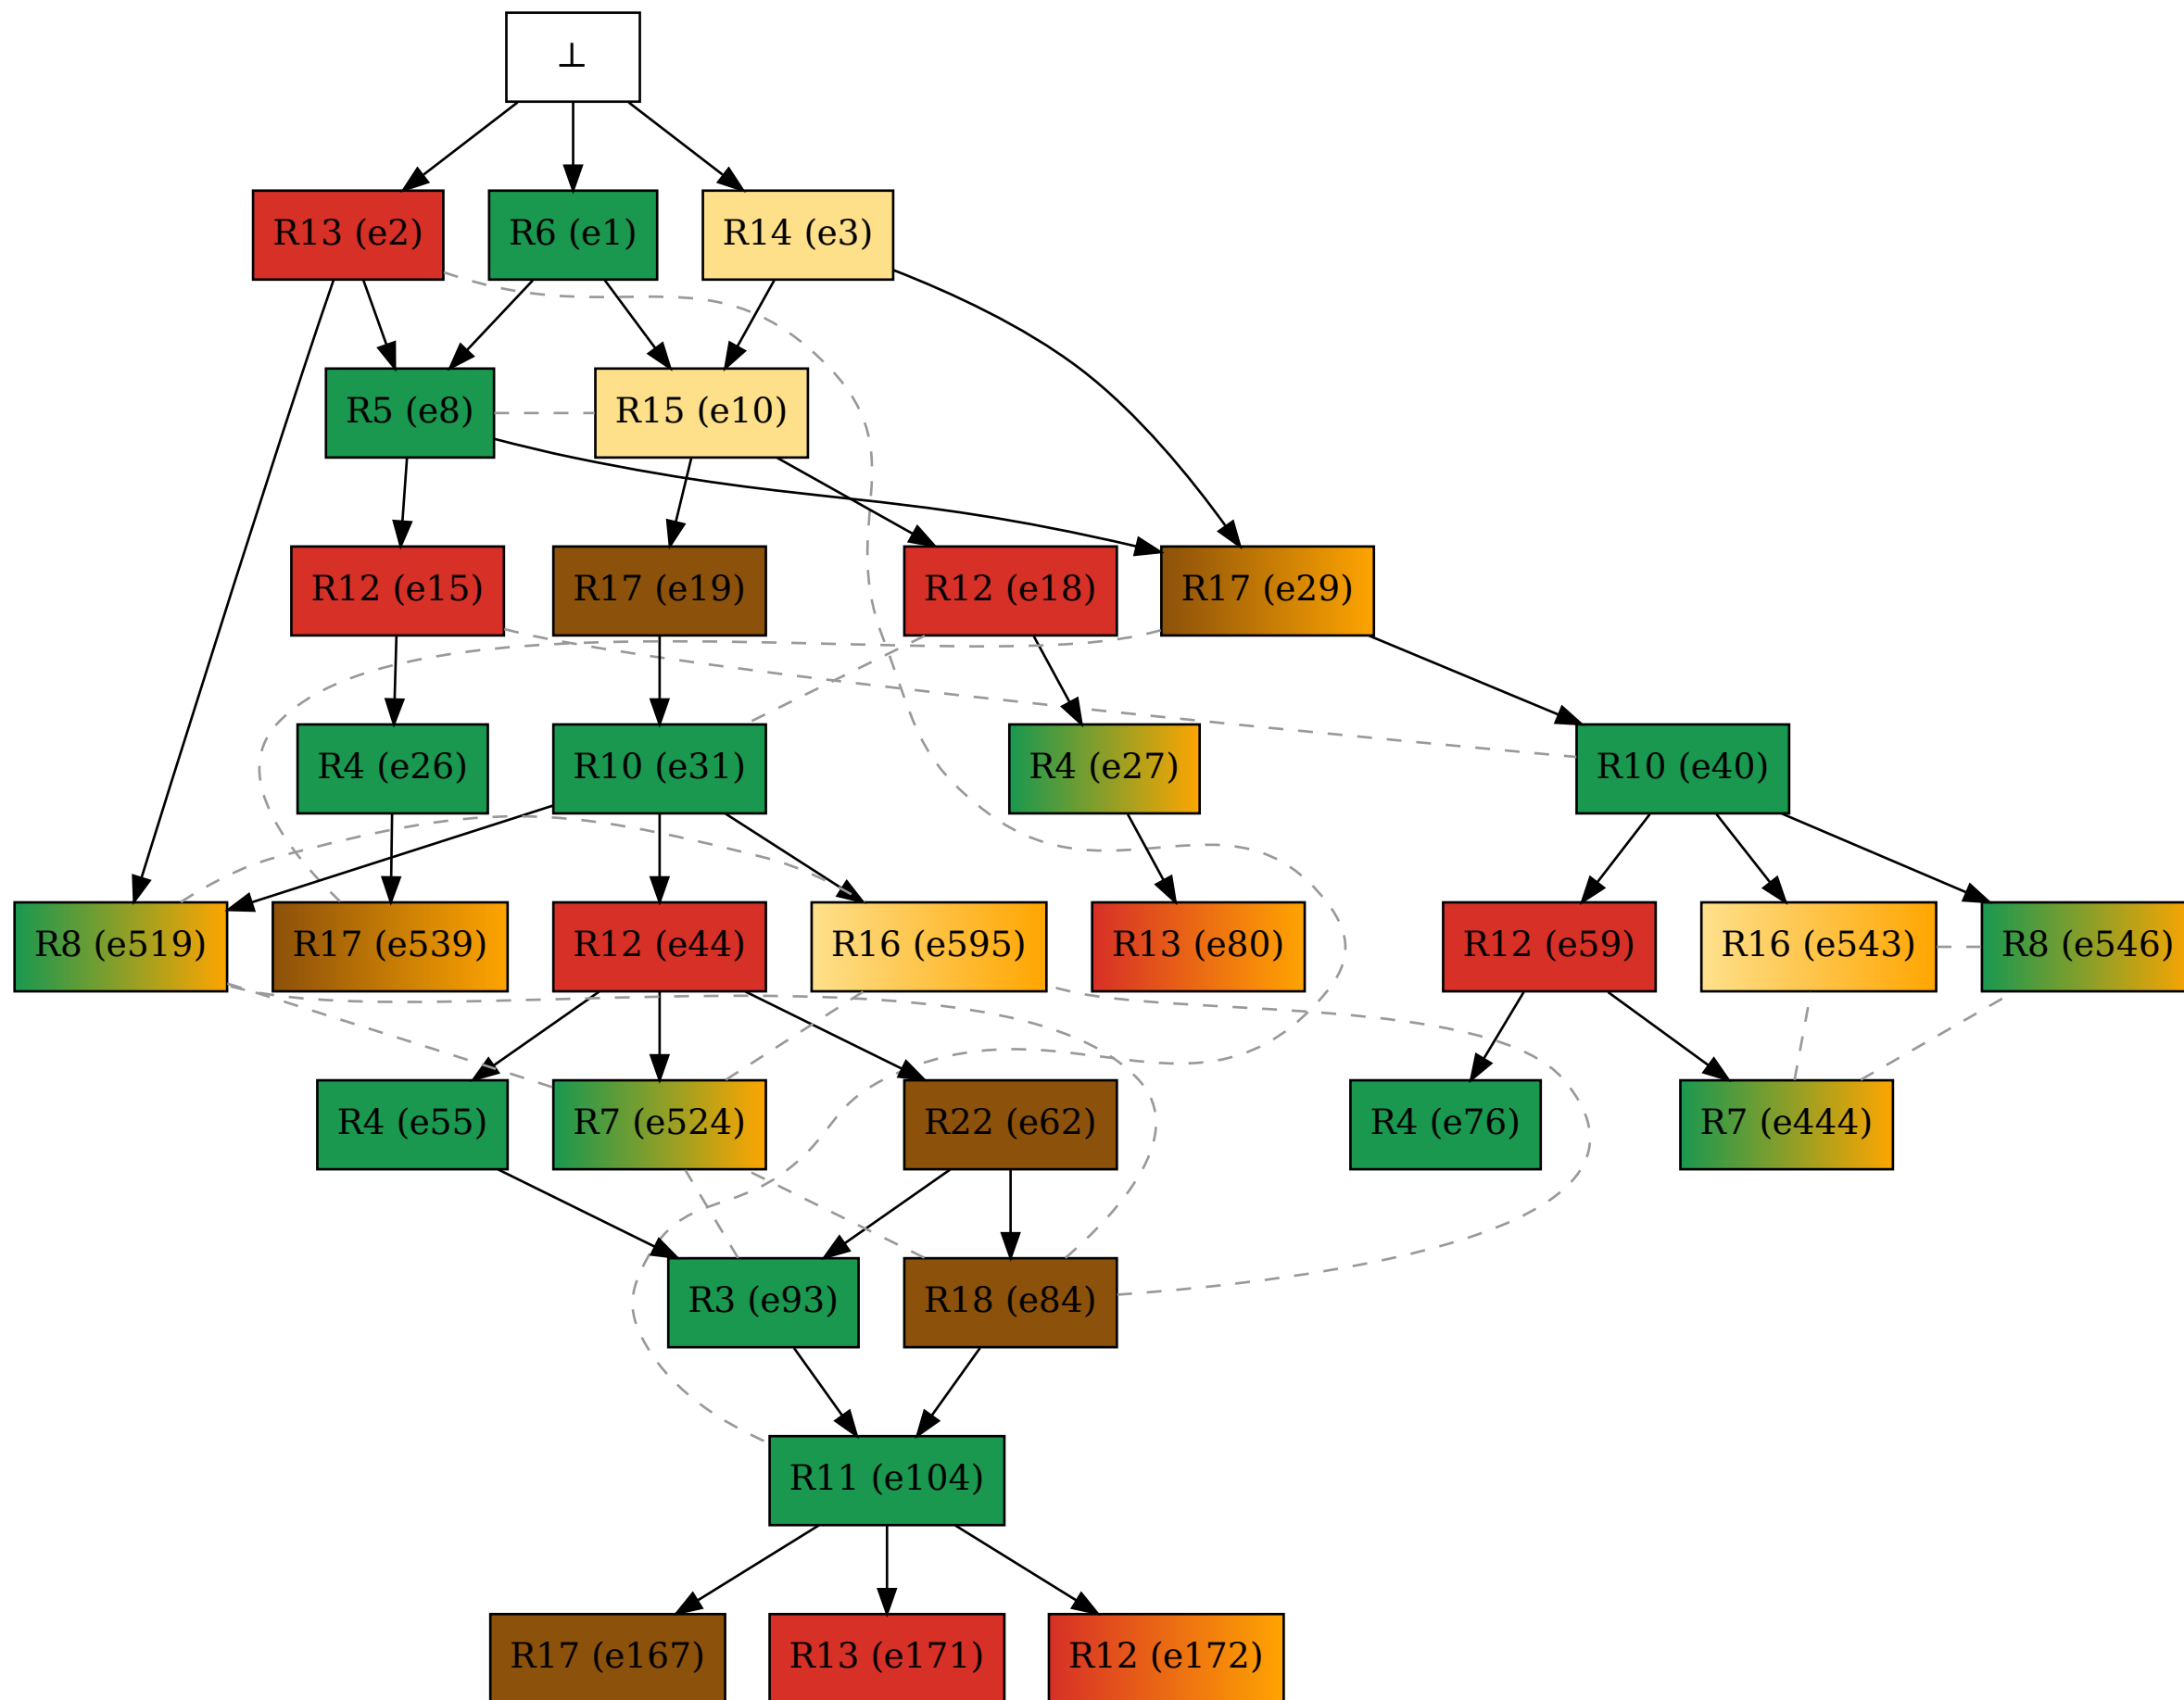 ⊥
R13 (e2)
R6 (e1)
R14 (e3)
R5 (e8)
R15 (e10)
R12 (e15)
R17 (e19)
R12 (e18)
R17 (e29)
R4 (e26)
R10 (e31)
R4 (e27)
R10 (e40)
R8 (e519)
R17 (e539)
R12 (e44)
R16 (e595)
R13 (e80)
R12 (e59)
R16 (e543)
R8 (e546)
R4 (e55)
R7 (e524)
R22 (e62)
R4 (e76)
R7 (e444)
R3 (e93)
R18 (e84)
R11 (e104)
R17 (e167)
R13 (e171)
R12 (e172)